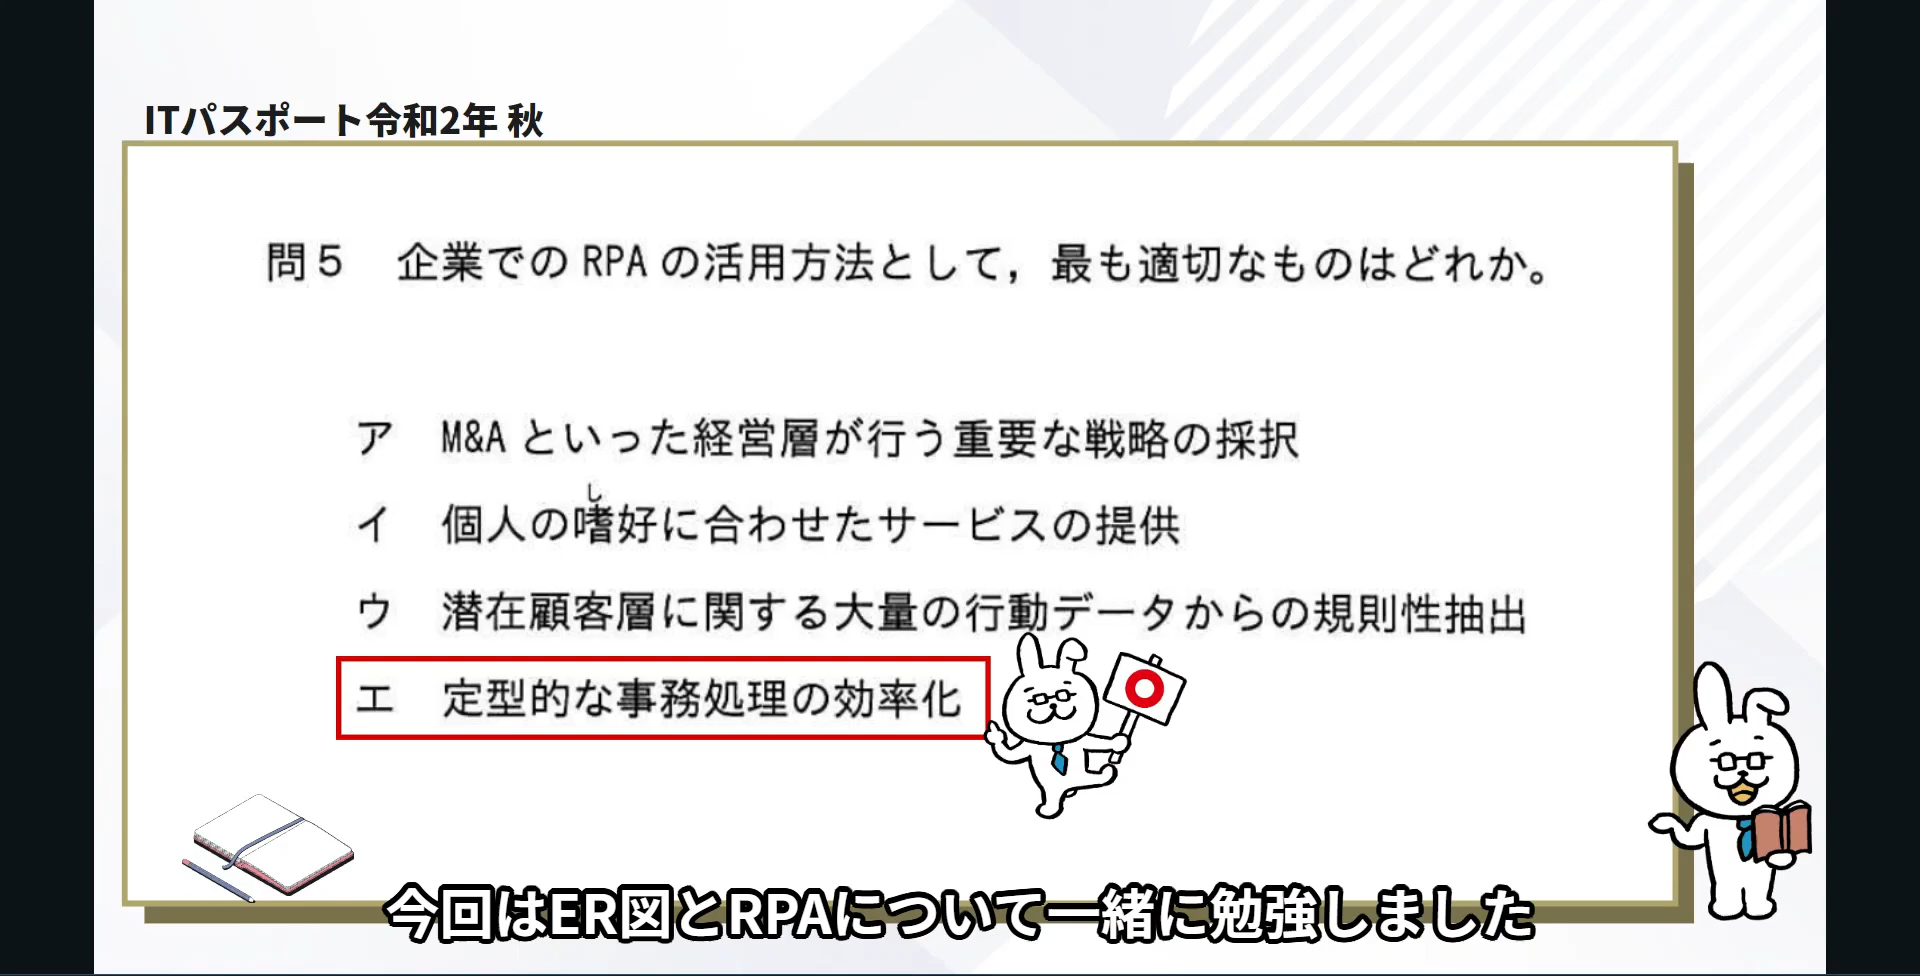 ITパスポート令和2年 秋
問5 企業での RPA の活用方法として，最も適切なものはどれか。
ア M&A といった経営層が行う重要な戦略の採択
し
イ 個人の嗜好に合わせたサービスの提供
ウ 潜在顧客層に関する大量の行動データからの規則性抽出
エ 定型的な事務処理の効率化
今回はER図とRPAについて一緒に勉強しました